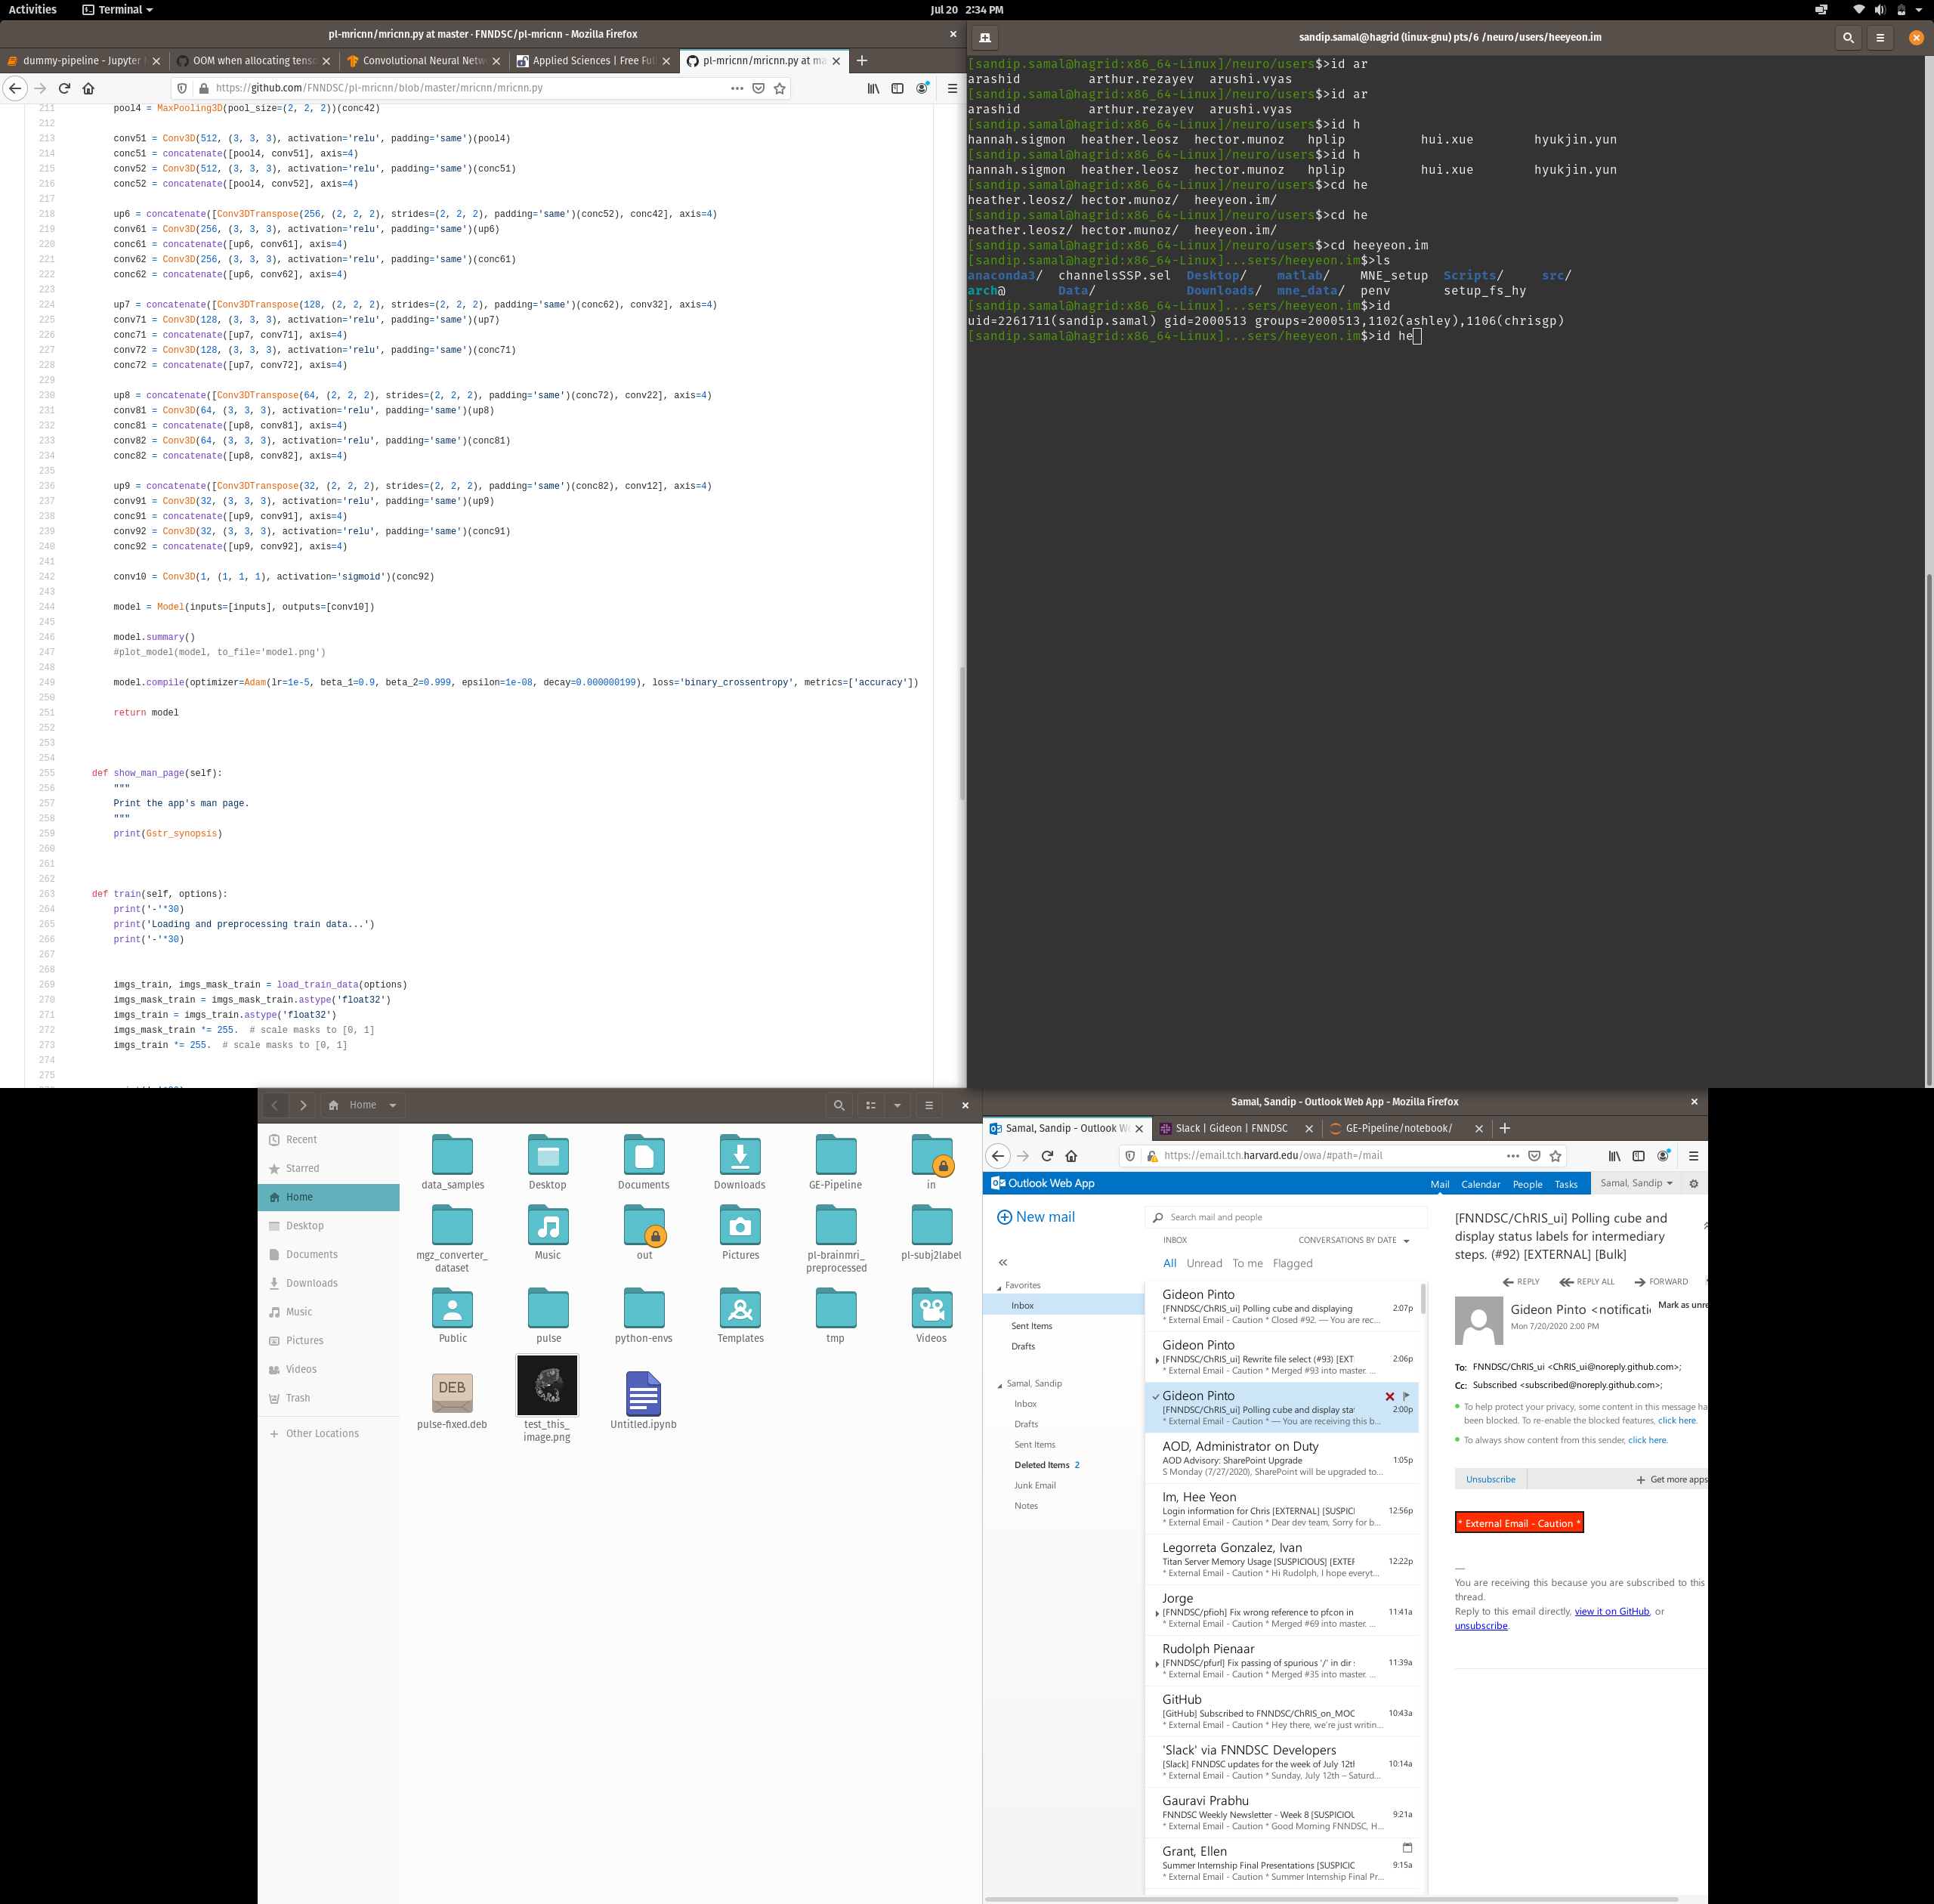 Activities
Terminal
Jul 20 2:34 PM
pl-mricnn/mricnn.py at master · FNNDSC/pl-mricnn - Mozilla Firefox
dummy-pipeline - Jupyter
OOM when allocating tens
Convolutional Neural Netw
Applied Sciences | Free Full
pl-mricnn/mricnn.py at ma
https://github.com/FNNDSC/pl-mricnn/blob/master/mricnn/mricnn.py
211 pool4 = MaxPooling3D(pool_size=(2, 2, 2))(conc42)
212
213 conv51 = Conv3D(512, (3, 3, 3), activation='relu', padding='same')(pool4)
214 conc51 = concatenate([pool4, conv51], axis=4)
215 conv52 = Conv3D(512, (3, 3, 3), activation='relu', padding='same')(conc51)
216 conc52 = concatenate([pool4, conv52], axis=4)
217
218 up6 = concatenate([Conv3DTranspose(256, (2, 2, 2), strides=(2, 2, 2), padding='same')(conc52), conc42], axis=4)
219 conv61 = Conv3D(256, (3, 3, 3), activation='relu', padding='same')(up6)
220 conc61 = concatenate([up6, conv61], axis=4)
221 conv62 = Conv3D(256, (3, 3, 3), activation='relu', padding='same')(conc61)
222 conc62 = concatenate([up6, conv62], axis=4)
223
224 up7 = concatenate([Conv3DTranspose(128, (2, 2, 2), strides=(2, 2, 2), padding='same')(conc62), conv32], axis=4)
225 conv71 = Conv3D(128, (3, 3, 3), activation='relu', padding='same')(up7)
226 conc71 = concatenate([up7, conv71], axis=4)
227 conv72 = Conv3D(128, (3, 3, 3), activation='relu', padding='same')(conc71)
228 conc72 = concatenate([up7, conv72], axis=4)
229
230 up8 = concatenate([Conv3DTranspose(64, (2, 2, 2), strides=(2, 2, 2), padding='same')(conc72), conv22], axis=4)
231 conv81 = Conv3D(64, (3, 3, 3), activation='relu', padding='same')(up8)
232 conc81 = concatenate([up8, conv81], axis=4)
233 conv82 = Conv3D(64, (3, 3, 3), activation='relu', padding='same')(conc81)
234 conc82 = concatenate([up8, conv82], axis=4)
235
236 up9 = concatenate([Conv3DTranspose(32, (2, 2, 2), strides=(2, 2, 2), padding='same')(conc82), conv12], axis=4)
237 conv91 = Conv3D(32, (3, 3, 3), activation='relu', padding='same')(up9)
238 conc91 = concatenate([up9, conv91], axis=4)
239 conv92 = Conv3D(32, (3, 3, 3), activation='relu', padding='same')(conc91)
240 conc92 = concatenate([up9, conv92], axis=4)
241
242 conv10 = Conv3D(1, (1, 1, 1), activation='sigmoid')(conc92)
243
244 model = Model(inputs=[inputs], outputs=[conv10])
245
246 model.summary()
247 #plot_model(model, to_file='model.png')
248
249 model.compile(optimizer=Adam(lr=1e-5, beta_1=0.9, beta_2=0.999, epsilon=1e-08, decay=0.000000199), loss='binary_crossentropy', metrics=['accuracy'])
250
251 return model
252
253
254
255 def show_man_page(self):
256 """
257 Print the app's man page.
258 """
259 print(Gstr_synopsis)
260
261
262
263 def train(self, options):
264 print('-'*30)
265 print('Loading and preprocessing train data...')
266 print('-'*30)
267
268
269 imgs_train, imgs_mask_train = load_train_data(options)
270 imgs_mask_train = imgs_mask_train.astype('float32')
271 imgs_train = imgs_train.astype('float32')
272 imgs_mask_train *= 255. # scale masks to [0, 1]
273 imgs_train *= 255. # scale masks to [0, 1]
274
275
sandip.samal@hagrid (linux-gnu) pts/6 /neuro/users/heeyeon.im
[sandip.samal@hagrid:x86_64-Linux]/neuro/users$>id ar
arashid arthur.rezayev arushi.vyas
[sandip.samal@hagrid:x86_64-Linux]/neuro/users$>id ar
arashid arthur.rezayev arushi.vyas
[sandip.samal@hagrid:x86_64-Linux]/neuro/users$>id h
hannah.sigmon heather.leosz hector.munoz hplip hui.xue hyukjin.yun
[sandip.samal@hagrid:x86_64-Linux]/neuro/users$>id h
hannah.sigmon heather.leosz hector.munoz hplip hui.xue hyukjin.yun
[sandip.samal@hagrid:x86_64-Linux]/neuro/users$>cd he
heather.leosz/ hector.munoz/ heeyeon.im/
[sandip.samal@hagrid:x86_64-Linux]/neuro/users$>cd he
heather.leosz/ hector.munoz/ heeyeon.im/
[sandip.samal@hagrid:x86_64-Linux]/neuro/users$>cd heeyeon.im
[sandip.samal@hagrid:x86_64-Linux]...sers/heeyeon.im$>ls
anaconda3/ channelsSSP.sel Desktop/ matlab/ MNE_setup Scripts/ src/
arch@ Data/ Downloads/ mne_data/ penv setup_fs_hy
[sandip.samal@hagrid:x86_64-Linux]...sers/heeyeon.im$>id
uid=2261711(sandip.samal) gid=2000513 groups=2000513,1102(ashley),1106(chrisgp)
[sandip.samal@hagrid:x86_64-Linux]...sers/heeyeon.im$>id he
Home
Recent
Starred
Home
Desktop
Documents
Downloads
Music
Pictures
Videos
Trash
Other Locations
data_samples
Desktop
Documents
Downloads
GE-Pipeline
in
mgz_converter_
dataset
Music
out
Pictures
pl-brainmri_
preprocessed
pl-subj2label
Public
pulse
python-envs
Templates
tmp
Videos
DEB
pulse-fixed.deb
test_this_
image.png
Untitled.ipynb
Samal, Sandip - Outlook Web App - Mozilla Firefox
Samal, Sandip - Outlook We
Slack | Gideon | FNNDSC
GE-Pipeline/notebook/
https://email.tch.harvard.edu/owa/#path=/mail
Outlook Web App
Mail
Calendar
People
Tasks
Samal, Sandip
New mail
Favorites
Inbox
Sent Items
Drafts
Samal, Sandip
Inbox
Drafts
Sent Items
Deleted Items 2
Junk Email
Notes
Search mail and people
INBOX
CONVERSATIONS BY DATE
All Unread To me Flagged
Gideon Pinto
[FNNDSC/ChRIS_ui] Polling cube and displaying 2:07p
* External Email - Caution * Closed #92. — You are rec...
Gideon Pinto
[FNNDSC/ChRIS_ui] Rewrite file select (#93) [EXT 2:06p
* External Email - Caution * Merged #93 into master. ...
Gideon Pinto
[FNNDSC/ChRIS_ui] Polling cube and display sta 2:00p
* External Email - Caution * — You are receiving this b...
AOD, Administrator on Duty
AOD Advisory: SharePoint Upgrade 1:05p
S Monday (7/27/2020), SharePoint will be upgraded to...
Im, Hee Yeon
Login information for Chris [EXTERNAL] [SUSPICI 12:56p
* External Email - Caution * Dear dev team, Sorry for b...
Legorreta Gonzalez, Ivan
Titan Server Memory Usage [SUSPICIOUS] [EXTER 12:22p
* External Email - Caution * Hi Rudolph, I hope everyt...
Jorge
[FNNDSC/pfioh] Fix wrong reference to pfcon in 11:41a
* External Email - Caution * Merged #69 into master. ...
Rudolph Pienaar
[FNNDSC/pfurl] Fix passing of spurious '/' in dir s 11:39a
* External Email - Caution * Merged #35 into master. ...
GitHub
[GitHub] Subscribed to FNNDSC/ChRIS_on_MOC 10:43a
* External Email - Caution * Hey there, we're just writin...
'Slack' via FNNDSC Developers
[Slack] FNNDSC updates for the week of July 12th 10:14a
* External Email - Caution * Sunday, July 12th – Saturd...
Gauravi Prabhu
FNNDSC Weekly Newsletter - Week 8 [SUSPICIOU 9:21a
* External Email - Caution * Good Morning FNNDSC, H...
Grant, Ellen
Summer Internship Final Presentations [SUSPICIC 9:15a
* External Email - Caution * Summer Internship Final Pr...
[FNNDSC/ChRIS_ui] Polling cube and
display status labels for intermediary
steps. (#92) [EXTERNAL] [Bulk]
REPLY
REPLY ALL
FORWARD
Gideon Pinto <notificati
Mark as unre
Mon 7/20/2020 2:00 PM
To: FNNDSC/ChRIS_ui <ChRIS_ui@noreply.github.com>;
Cc: Subscribed <subscribed@noreply.github.com>;
To help protect your privacy, some content in this message ha
been blocked. To re-enable the blocked features, click here.
To always show content from this sender, click here.
Unsubscribe
Get more apps
* External Email - Caution *
—
You are receiving this because you are subscribed to this
thread.
Reply to this email directly, view it on GitHub, or
unsubscribe.